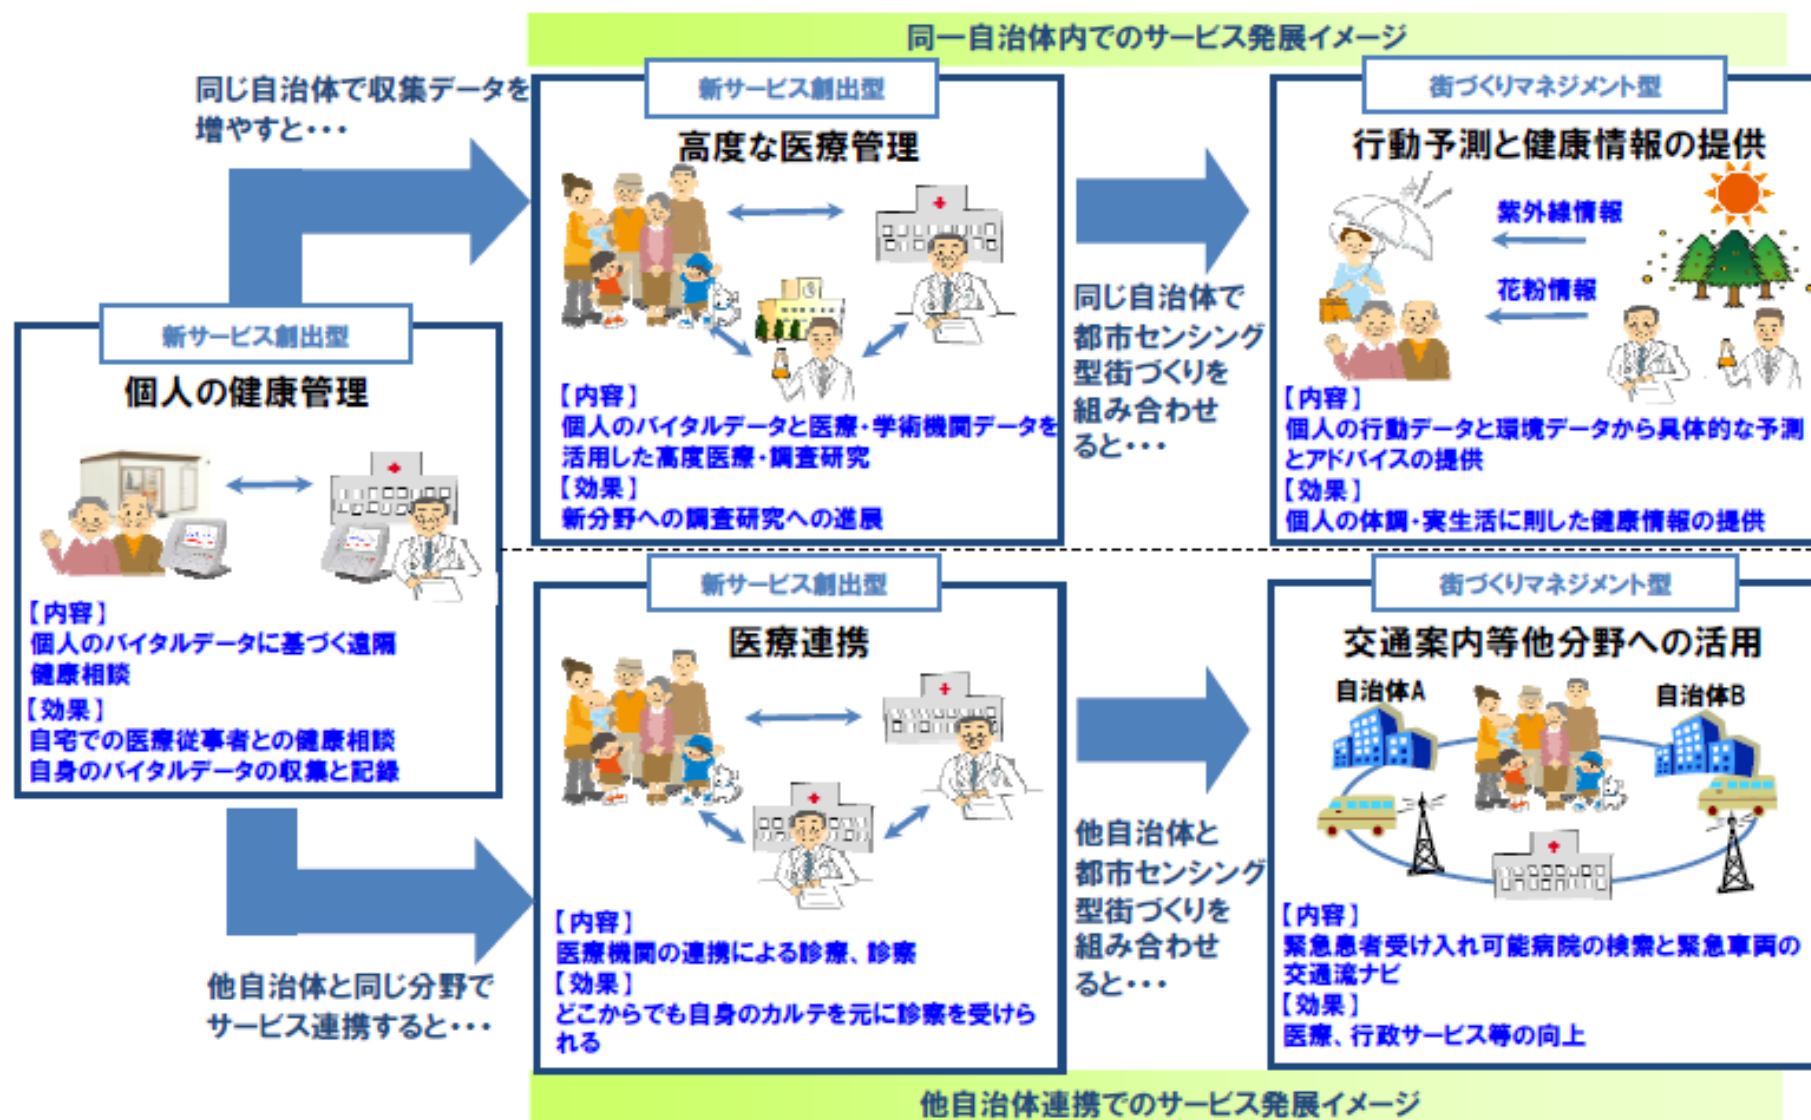 同一自治体内でのサービス発展イメージ
同じ自治体で収集データを
増やすと・・・
新サービス創出型
個人の健康管理
【内容】
個人のバイタルデータに基づく遠隔
健康相談
【効果】
自宅での医療従事者との健康相談
自身のバイタルデータの収集と記録
新サービス創出型
高度な医療管理
【内容】
個人のバイタルデータと医療・学術機関データを
活用した高度医療・調査研究
【効果】
新分野への調査研究への進展
同じ自治体で
都市センシング
型街づくりを
組み合わせ
ると・・・
街づくりマネジメント型
行動予測と健康情報の提供
紫外線情報
花粉情報
【内容】
個人の行動データと環境データから具体的な予測
とアドバイスの提供
【効果】
個人の体調・実生活に則した健康情報の提供
他自治体と同じ分野で
サービス連携すると・・・
新サービス創出型
医療連携
【内容】
医療機関の連携による診療、診察
【効果】
どこからでも自身のカルテを元に診察を受けら
れる
他自治体と
都市センシング
型街づくりを
組み合わせ
ると・・・
街づくりマネジメント型
交通案内等他分野への活用
自治体A
自治体B
【内容】
緊急患者受け入れ可能病院の検索と緊急車両の
交通流ナビ
【効果】
医療、行政サービス等の向上
他自治体連携でのサービス発展イメージ